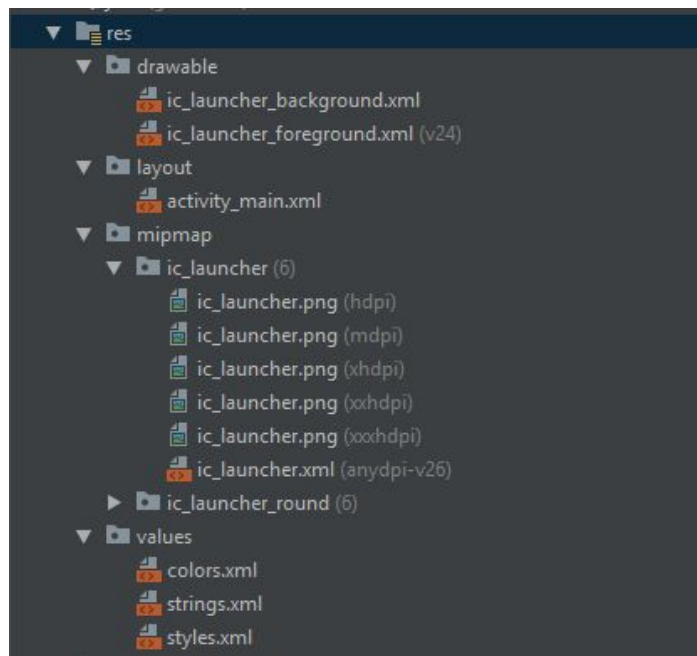 res
drawable
ic_launcher_background.xml
ic_launcher_foreground.xml (v24)
layout
activity_main.xml
mipmap
ic_launcher (6)
ic_launcher.png (hdpi)
ic_launcher.png (mdpi)
ic_launcher.png (xhdpi)
ic_launcher.png (xxhdpi)
ic_launcher.png (xxxhdpi)
ic_launcher.xml (anydpi-v26)
ic_launcher_round (6)
values
colors.xml
strings.xml
styles.xml